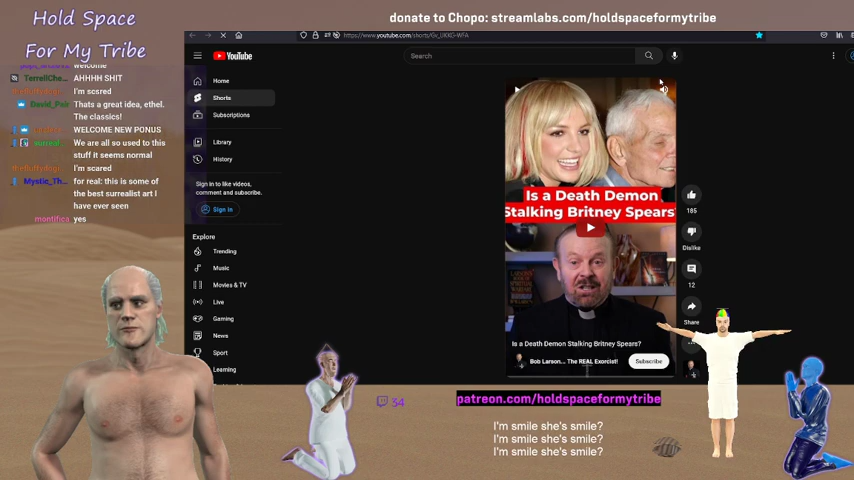 Hold Space
For My Tribe
donate to Chopo: streamlabs.com/holdspaceformytribe
welcome
TerrellChe...
AHHHH SHIT
I'm scsred
David_Pair
Thats a great idea, ethel.
The classics!
WELCOME NEW PONUS
We are all so used to this
stuff it seems normal
I'm scared
Mystic_Th...
for real: this is some of
the best surrealist art I
have ever seen
montifica
yes
YouTube
Search
Home
Shorts
Subscriptions
Library
History
Sign in to like videos,
comment and subscribe.
Sign in
Explore
Trending
Music
Movies & TV
Live
Gaming
News
Sport
Learning
Is a Death Demon
Stalking Britney Spears?
185
Dislike
12
Share
Is a Death Demon Stalking Britney Spears?
Bob Larson... The REAL Exorcist!
Subscribe
34
patreon.com/holdspaceformytribe
I'm smile she's smile?
I'm smile she's smile?
I'm smile she's smile?